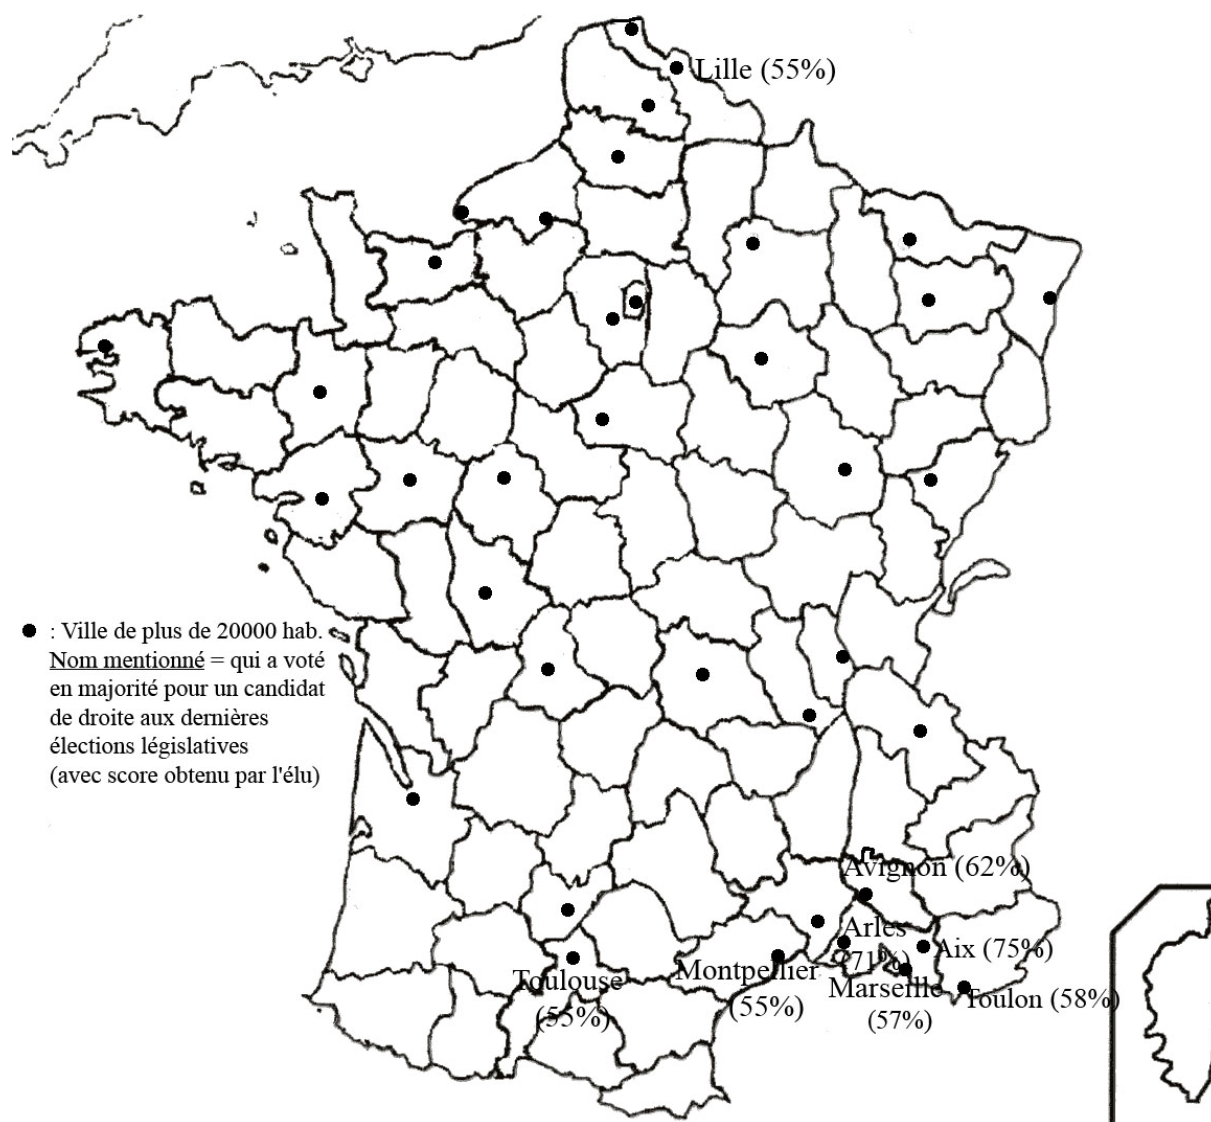 Lille (55%)
● : Ville de plus de 20000 hab.
Nom mentionné = qui a voté
en majorité pour un candidat
de droite aux dernières
élections législatives
(avec score obtenu par l'élu)
Avignon (62%)
Arles
(71%)
Aix (75%)
Toulouse
(55%)
Montpellier
(55%)
Marseille
(57%)
Toulon (58%)